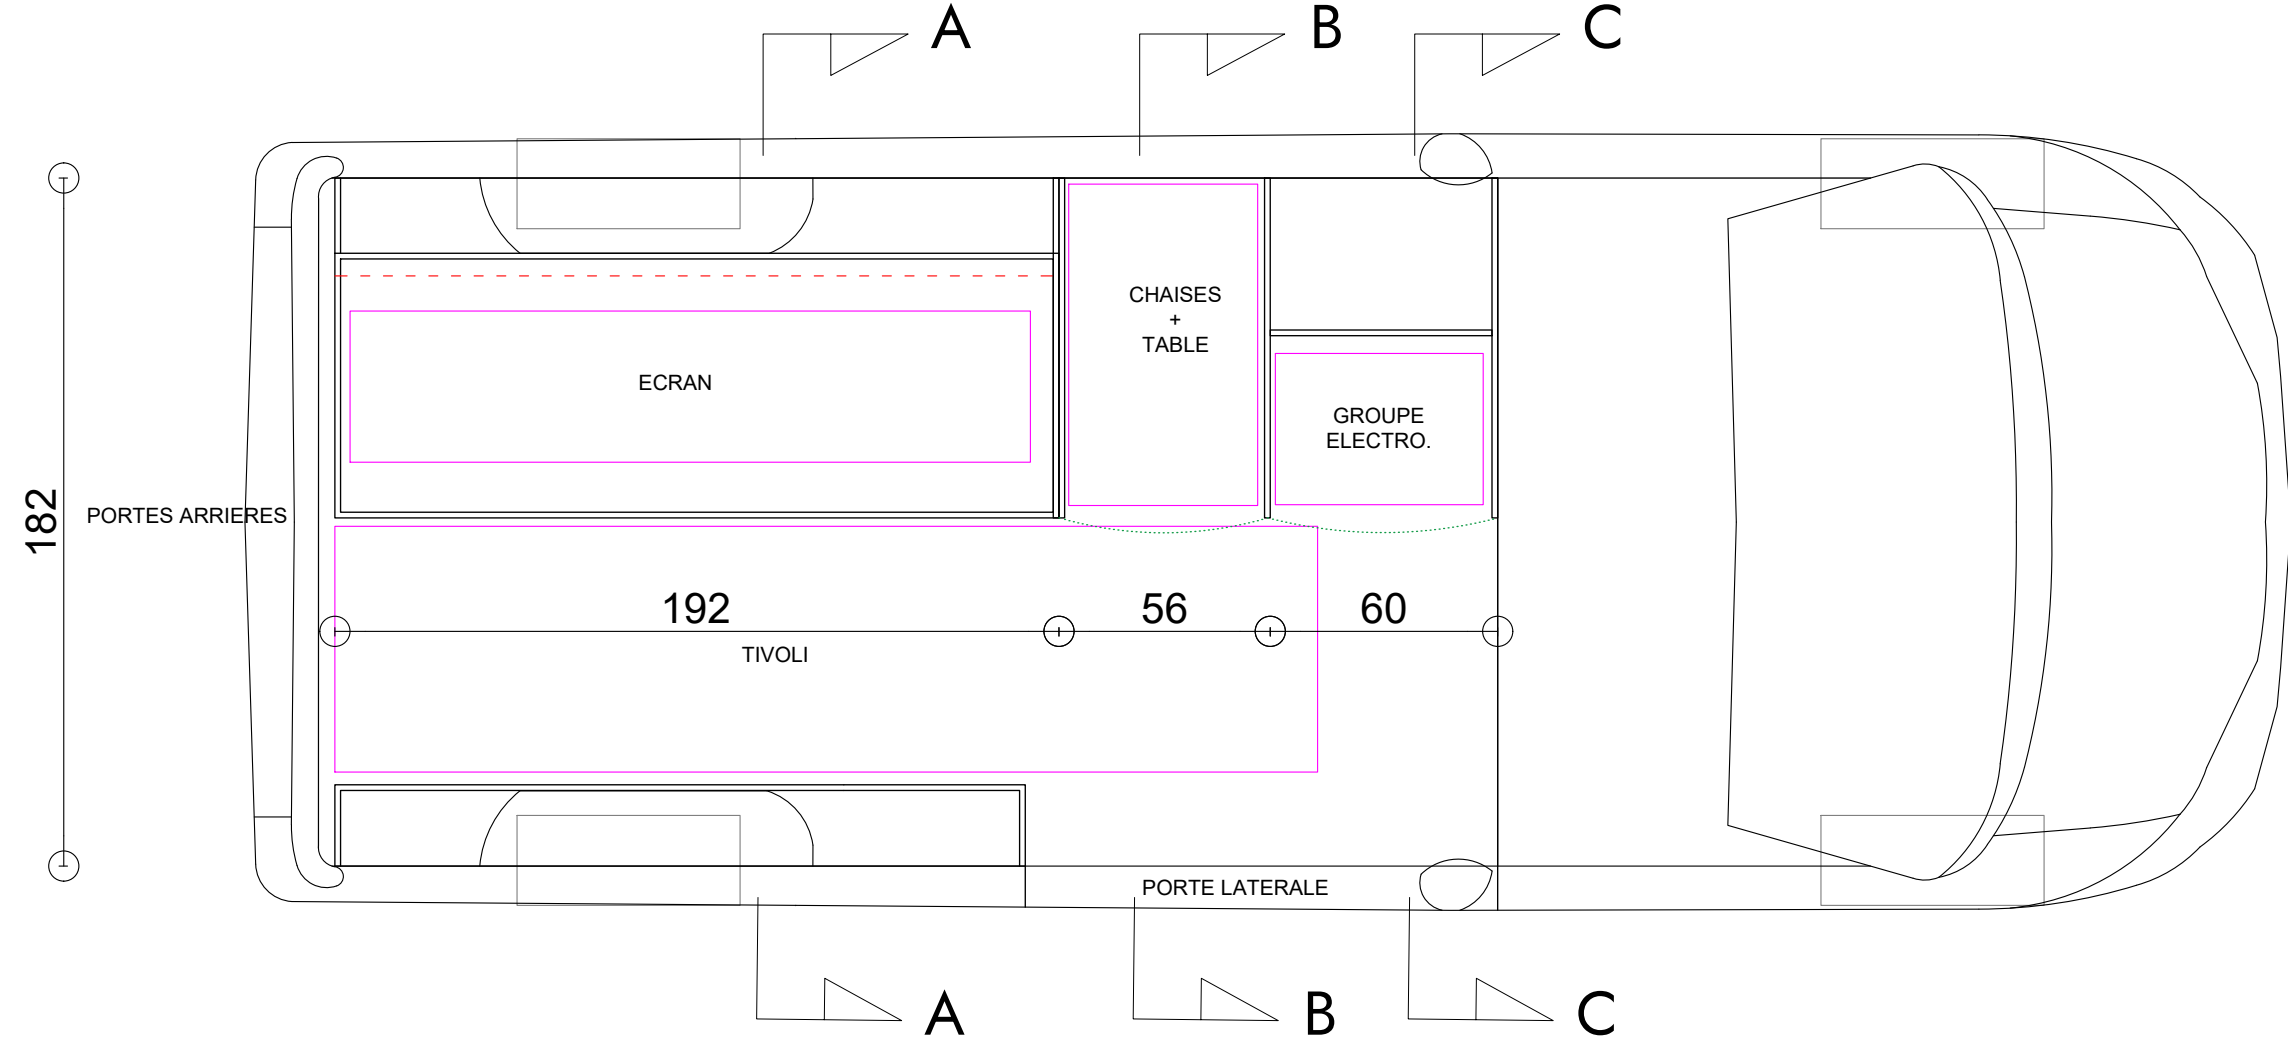 A
B
C
CHAISES
+
TABLE
ECRAN
GROUPE
ELECTRO.
182
PORTES ARRIERES
192
56
60
TIVOLI
PORTE LATERALE
A
B
C